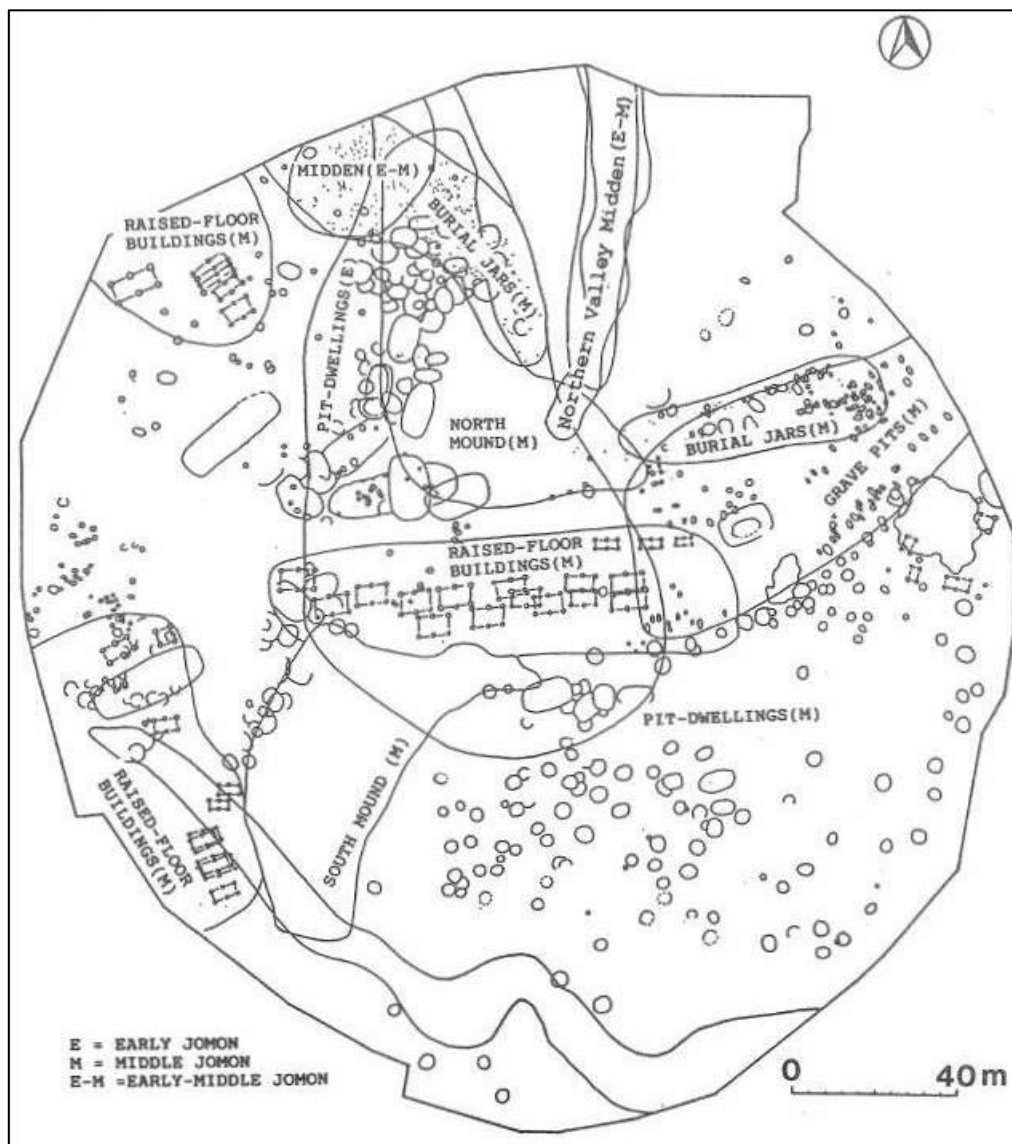 MIDDEN(E-M)
Northern Valley Midden(E-M)
RAISED-FLOOR
BUILDINGS(M)
BURIAL JARS(M)
PIT-DWELLINGS(E)
NORTH
MOUND(M)
BURIAL JARS(M)
GRAVE PITS(M)
RAISED-FLOOR
BUILDINGS(M)
PIT-DWELLINGS(M)
SOUTH MOUND (M)
RAISED-FLOOR
BUILDINGS(M)
E = EARLY JOMON
M = MIDDLE JOMON
E-M =EARLY-MIDDLE JOMON
0 40m